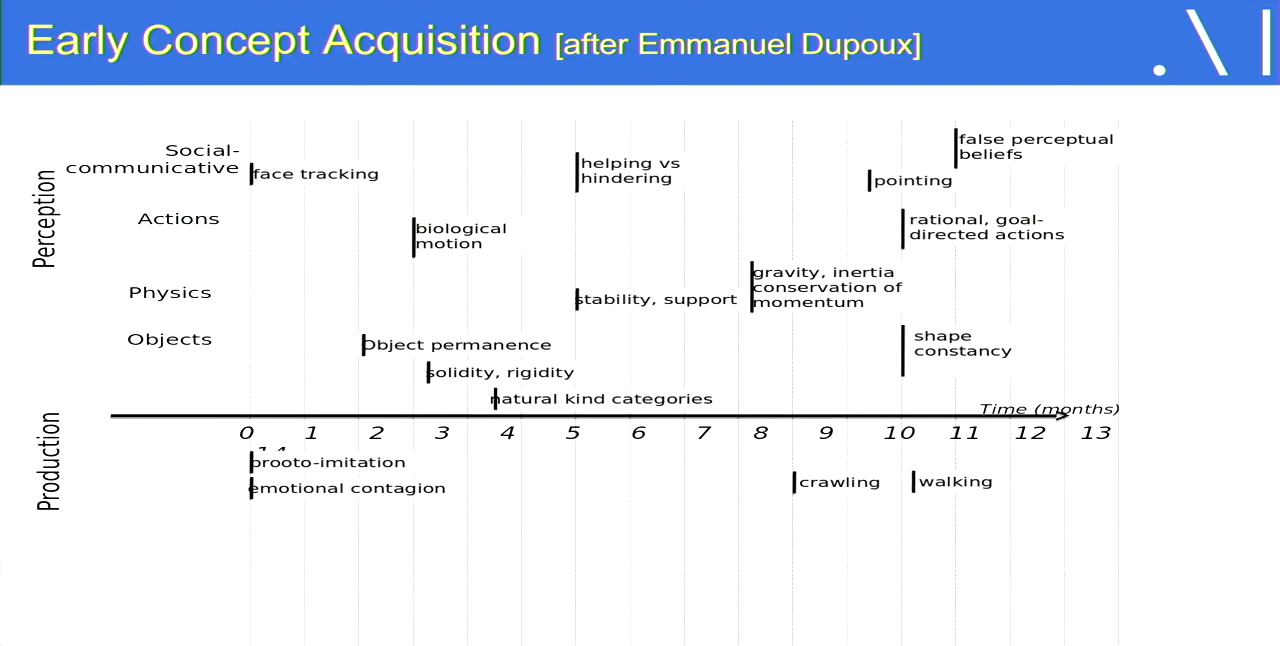 Early Concept Acquisition [after Emmanuel Dupoux]
Perception
Social-
communicative
face tracking
helping vs
hindering
pointing
false perceptual
beliefs
Actions
biological
motion
rational, goal-
directed actions
Physics
stability, support
gravity, inertia
conservation of
momentum
Objects
Object permanence
solidity, rigidity
natural kind categories
shape
constancy
Time (months)
0 1 2 3 4 5 6 7 8 9 10 11 12 13
Production
prooto-imitation
emotional contagion
crawling
walking